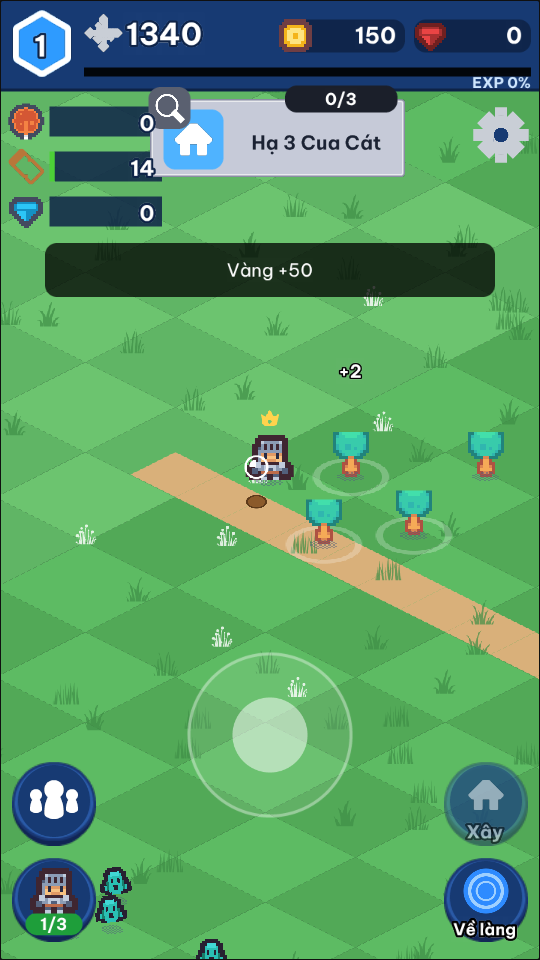 1
1340
150
0
EXP 0%
0/3
0
Hạ 3 Cua Cát
14
0
Vàng +50
+2
Xây
1/3
Về làng